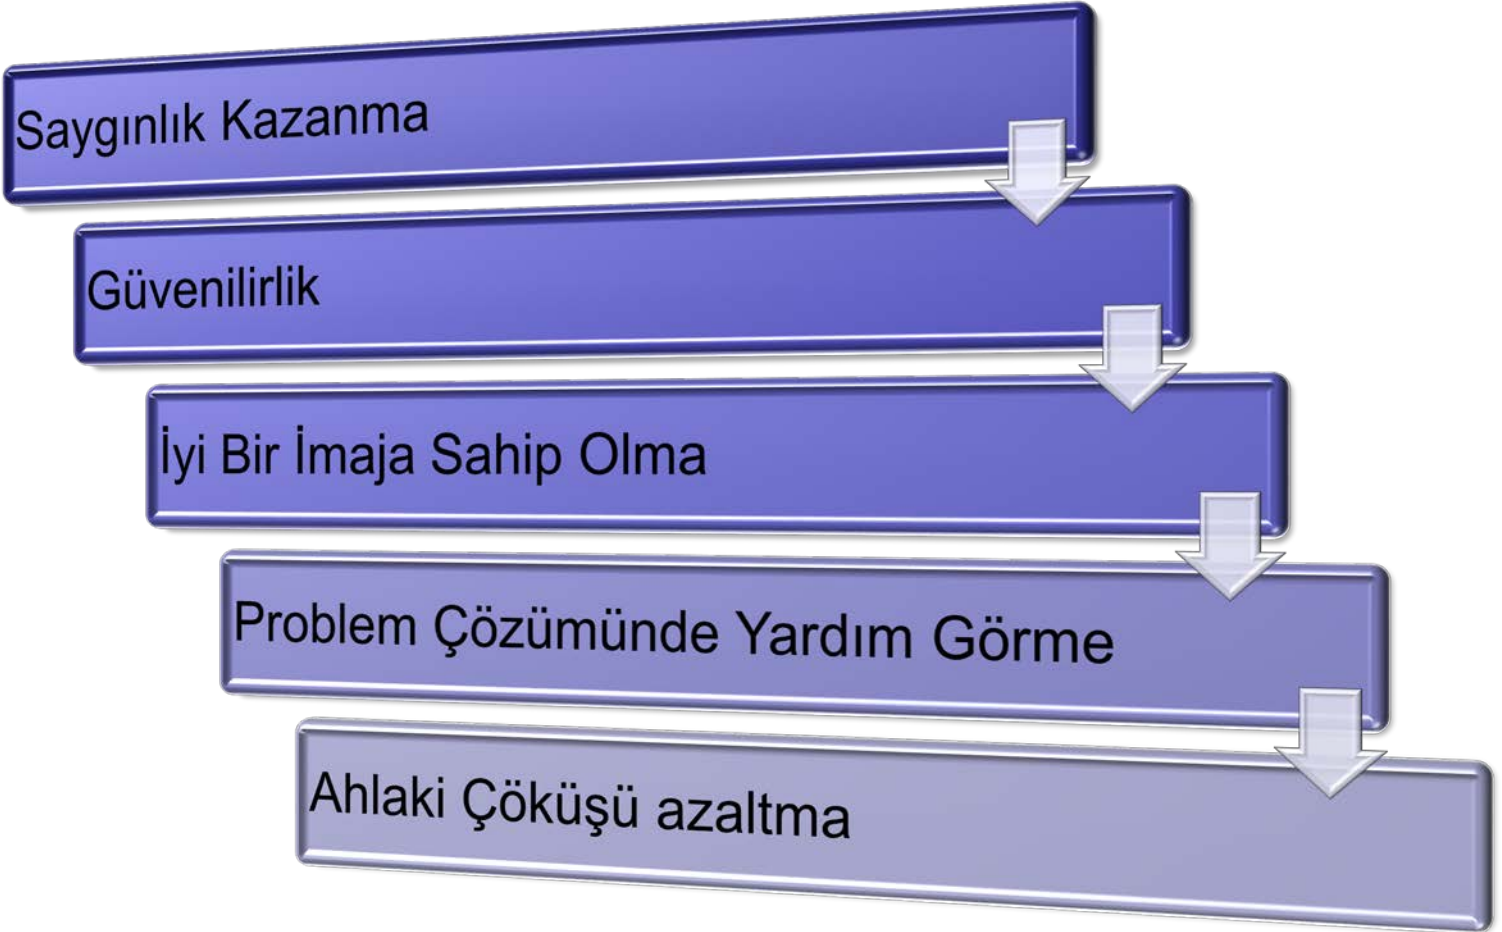 Saygınlık Kazanma
Güvenilirlik
İyi Bir İmaja Sahip Olma
Problem Çözümünde Yardım Görme
Ahlaki Çöküşü azaltma